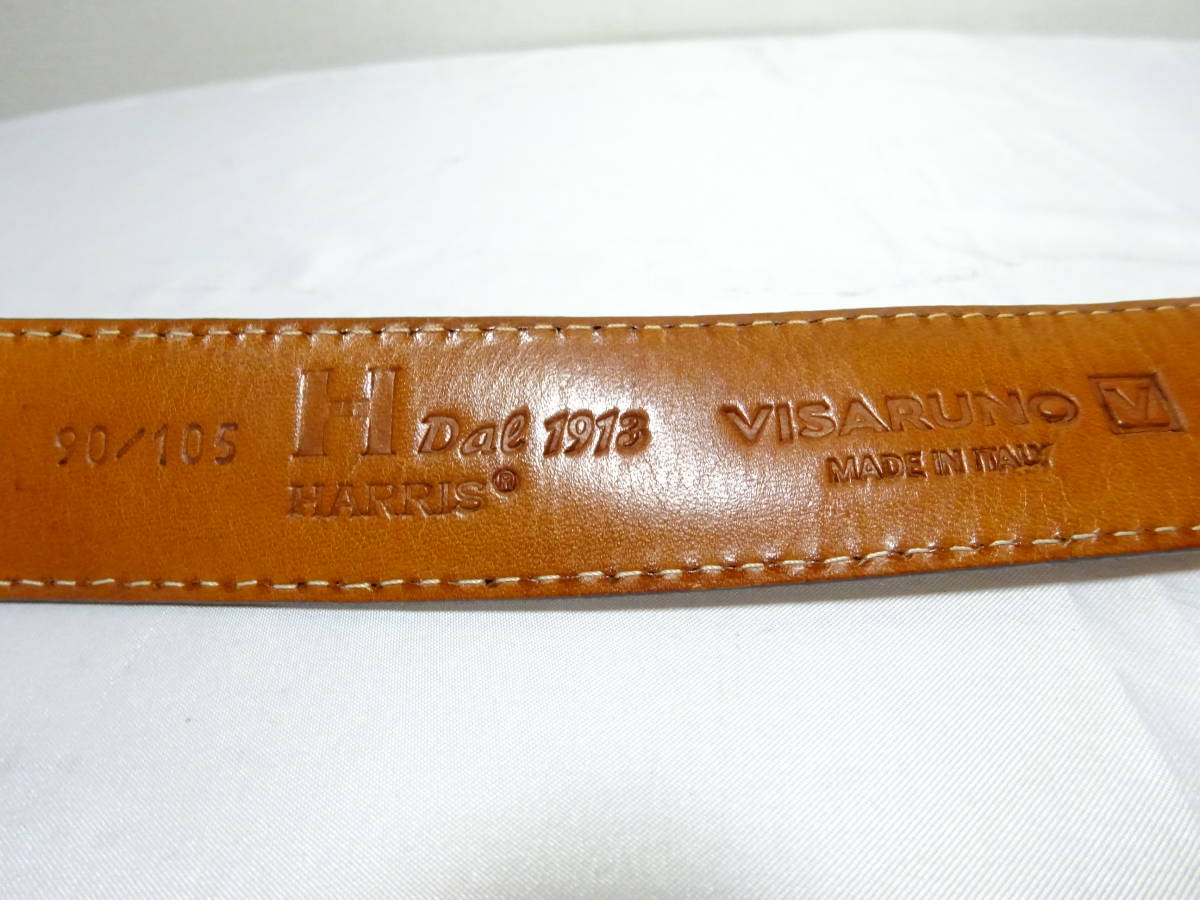 90/105
H Dal 1913
HARRIS®
VISARUNO V
MADE IN ITALY